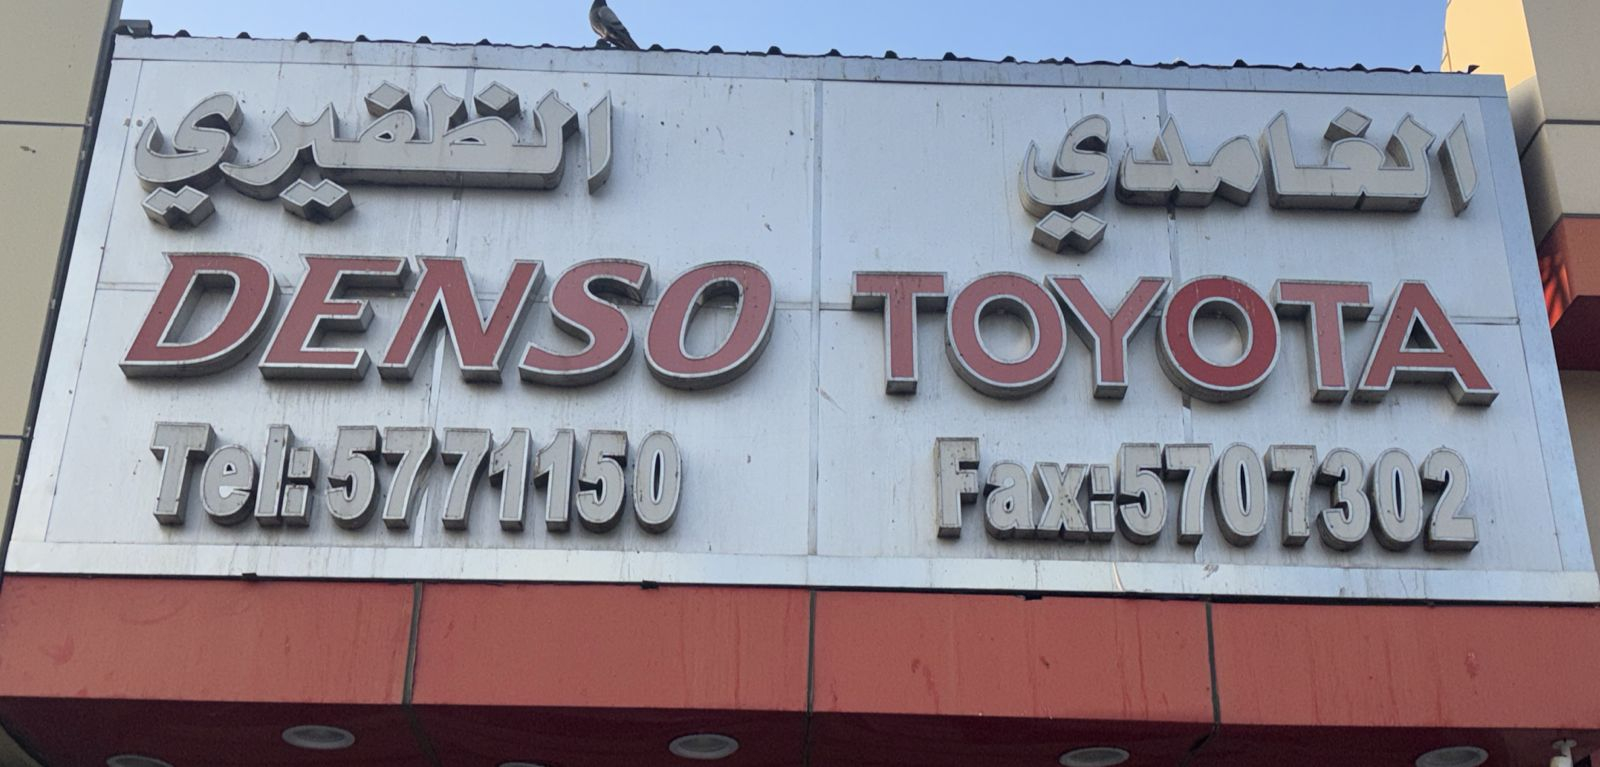 الغامدي الظفيري
DENSO TOYOTA
Tel:5771150 Fax:5707302